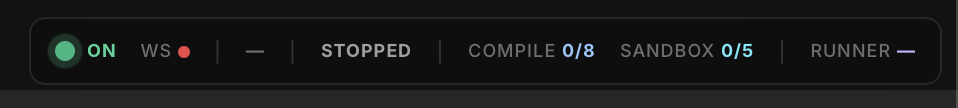 ON WS — STOPPED COMPILE 0/8 SANDBOX 0/5 RUNNER —